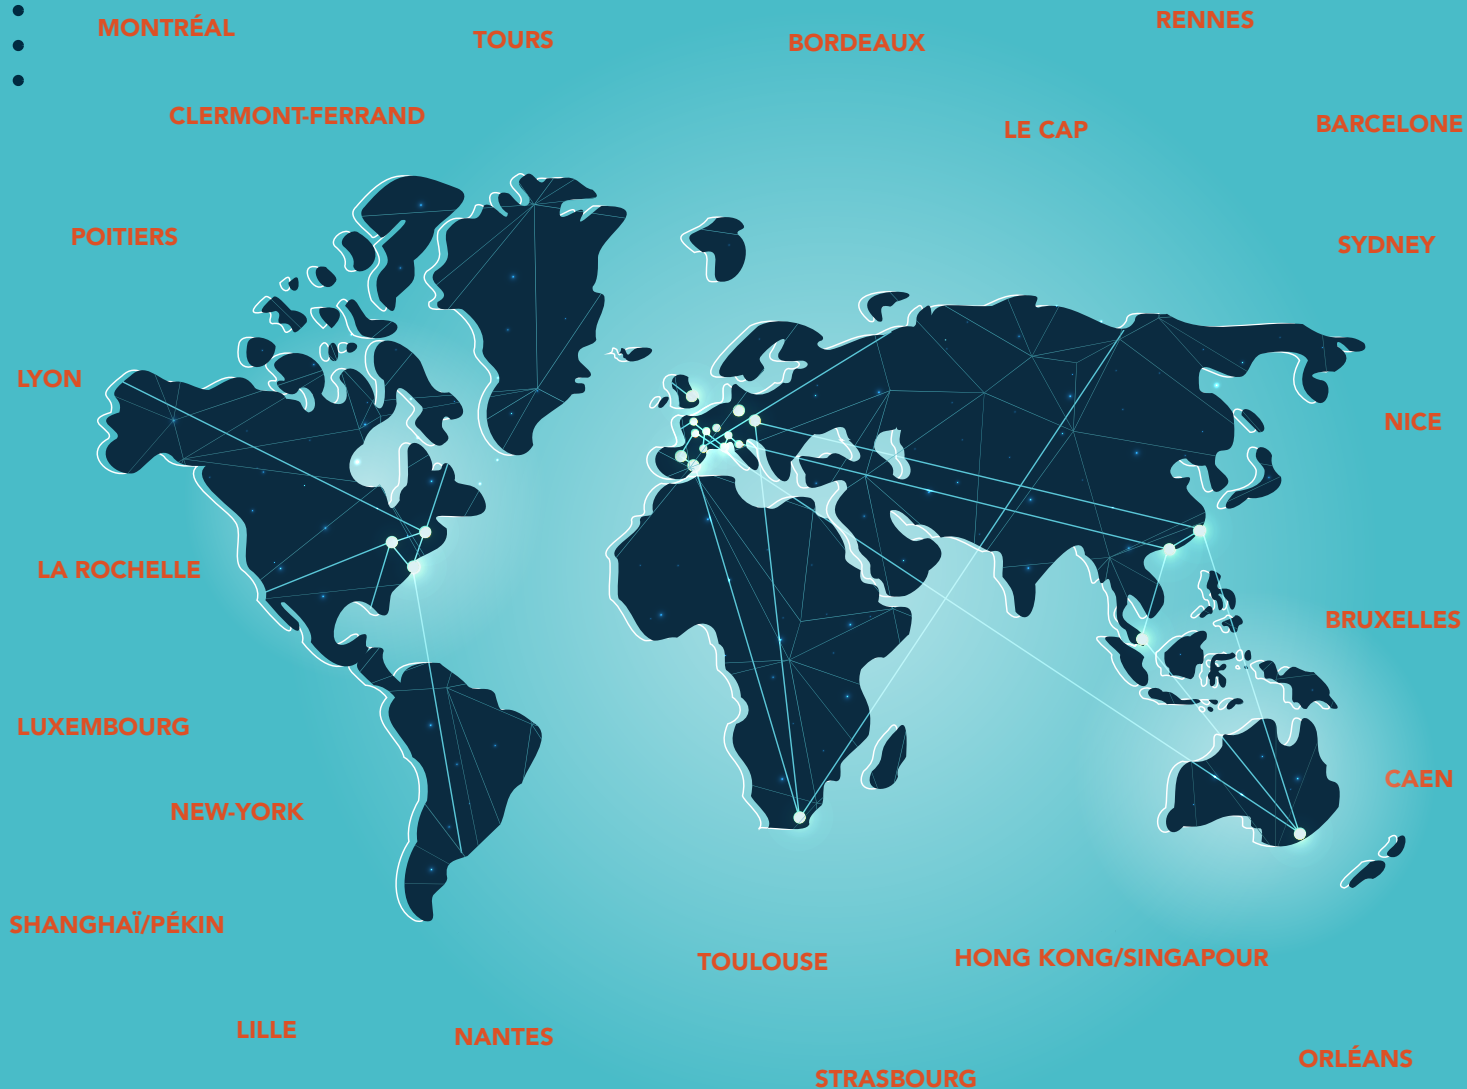 MONTRÉAL
TOURS
BORDEAUX
RENNES
CLERMONT-FERRAND
LE CAP
BARCELONE
POITIERS
SYDNEY
LYON
NICE
LA ROCHELLE
BRUXELLES
LUXEMBOURG
CAEN
NEW-YORK
SHANGHAÏ/PÉKIN
TOULOUSE
HONG KONG/SINGAPOUR
LILLE
NANTES
ORLÉANS
STRASBOURG